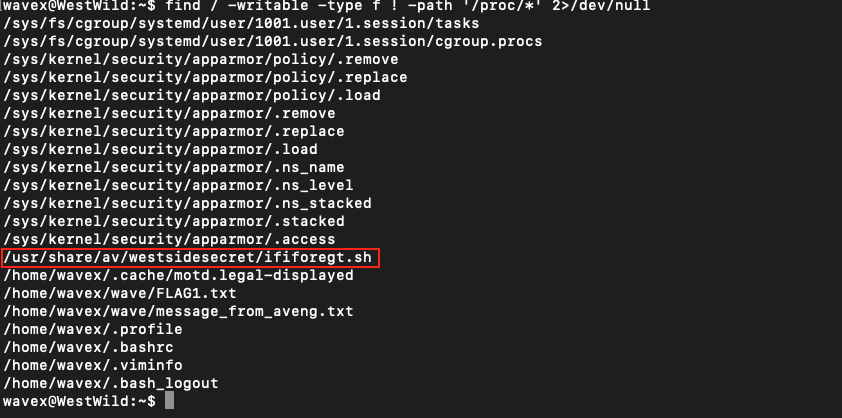 wavex@WestWild:~$ find / -writable -type f ! -path '/proc/*' 2>/dev/null
/sys/fs/cgroup/systemd/user/1001.user/1.session/tasks
/sys/fs/cgroup/systemd/user/1001.user/1.session/cgroup.procs
/sys/kernel/security/apparmor/policy/.remove
/sys/kernel/security/apparmor/policy/.replace
/sys/kernel/security/apparmor/policy/.load
/sys/kernel/security/apparmor/.remove
/sys/kernel/security/apparmor/.replace
/sys/kernel/security/apparmor/.load
/sys/kernel/security/apparmor/.ns_name
/sys/kernel/security/apparmor/.ns_level
/sys/kernel/security/apparmor/.ns_stacked
/sys/kernel/security/apparmor/.stacked
/sys/kernel/security/apparmor/.access
/usr/share/av/westsidesecret/ififoregt.sh
/home/wavex/.cache/motd.legal-displayed
/home/wavex/wave/FLAG1.txt
/home/wavex/wave/message_from_aveng.txt
/home/wavex/.profile
/home/wavex/.bashrc
/home/wavex/.viminfo
/home/wavex/.bash_logout
wavex@WestWild:~$